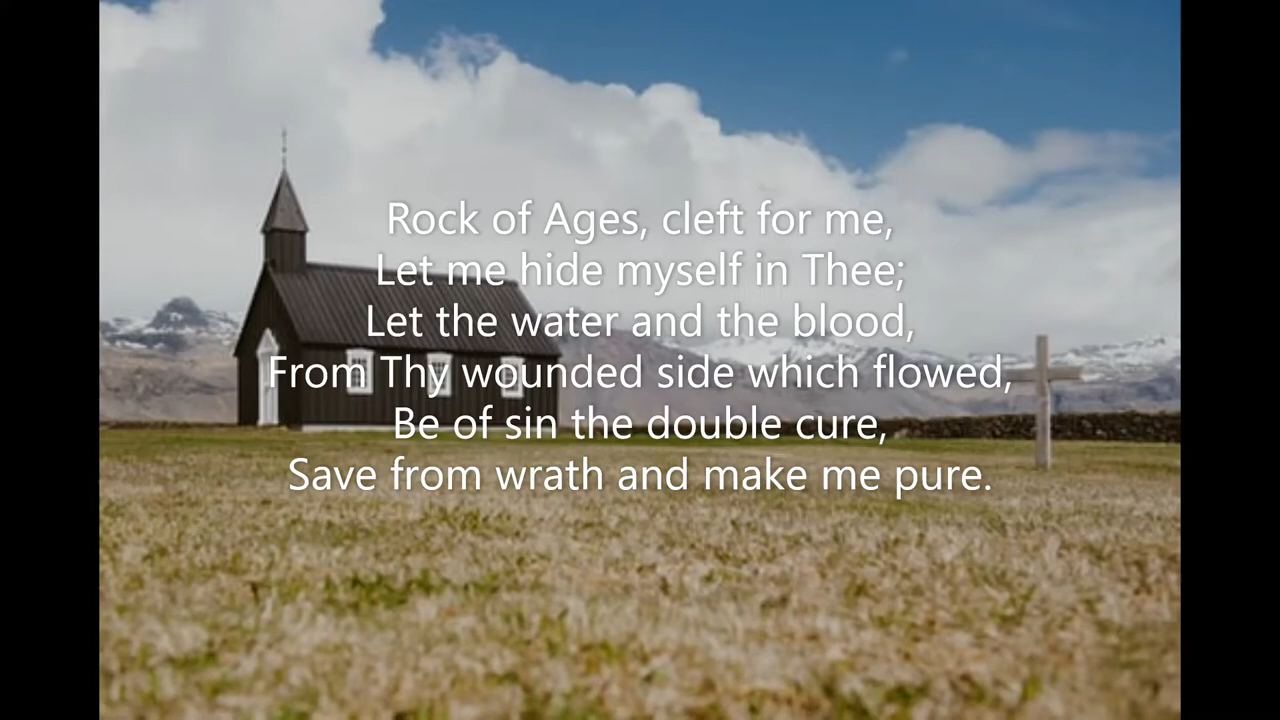 Rock of Ages, cleft for me,
Let me hide myself in Thee;
Let the water and the blood,
From Thy wounded side which flowed,
Be of sin the double cure,
Save from wrath and make me pure.